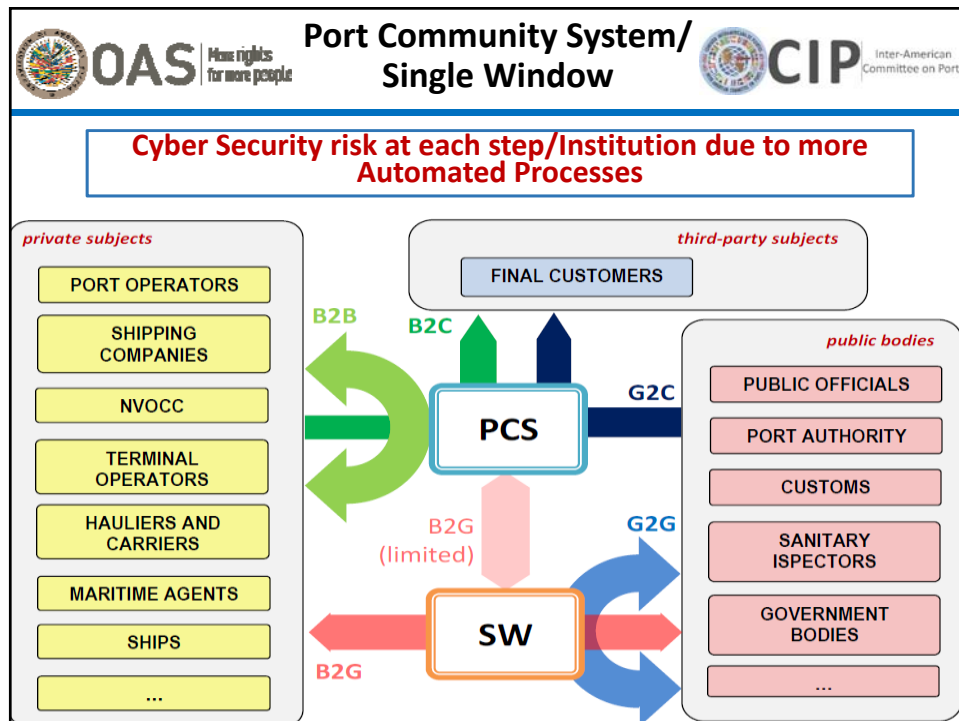 OAS
More rights
for more people
Port Community System/
Single Window
CIP
Inter-American
Committee on Port
Cyber Security risk at each step/Institution due to more
Automated Processes
private subjects
PORT OPERATORS
SHIPPING
COMPANIES
NVOCC
TERMINAL
OPERATORS
HAULIERS AND
CARRIERS
MARITIME AGENTS
SHIPS
...
third-party subjects
FINAL CUSTOMERS
B2B
B2C
G2C
PCS
B2G
(limited)
G2G
SW
B2G
public bodies
PUBLIC OFFICIALS
PORT AUTHORITY
CUSTOMS
SANITARY
ISPECTORS
GOVERNMENT
BODIES
...